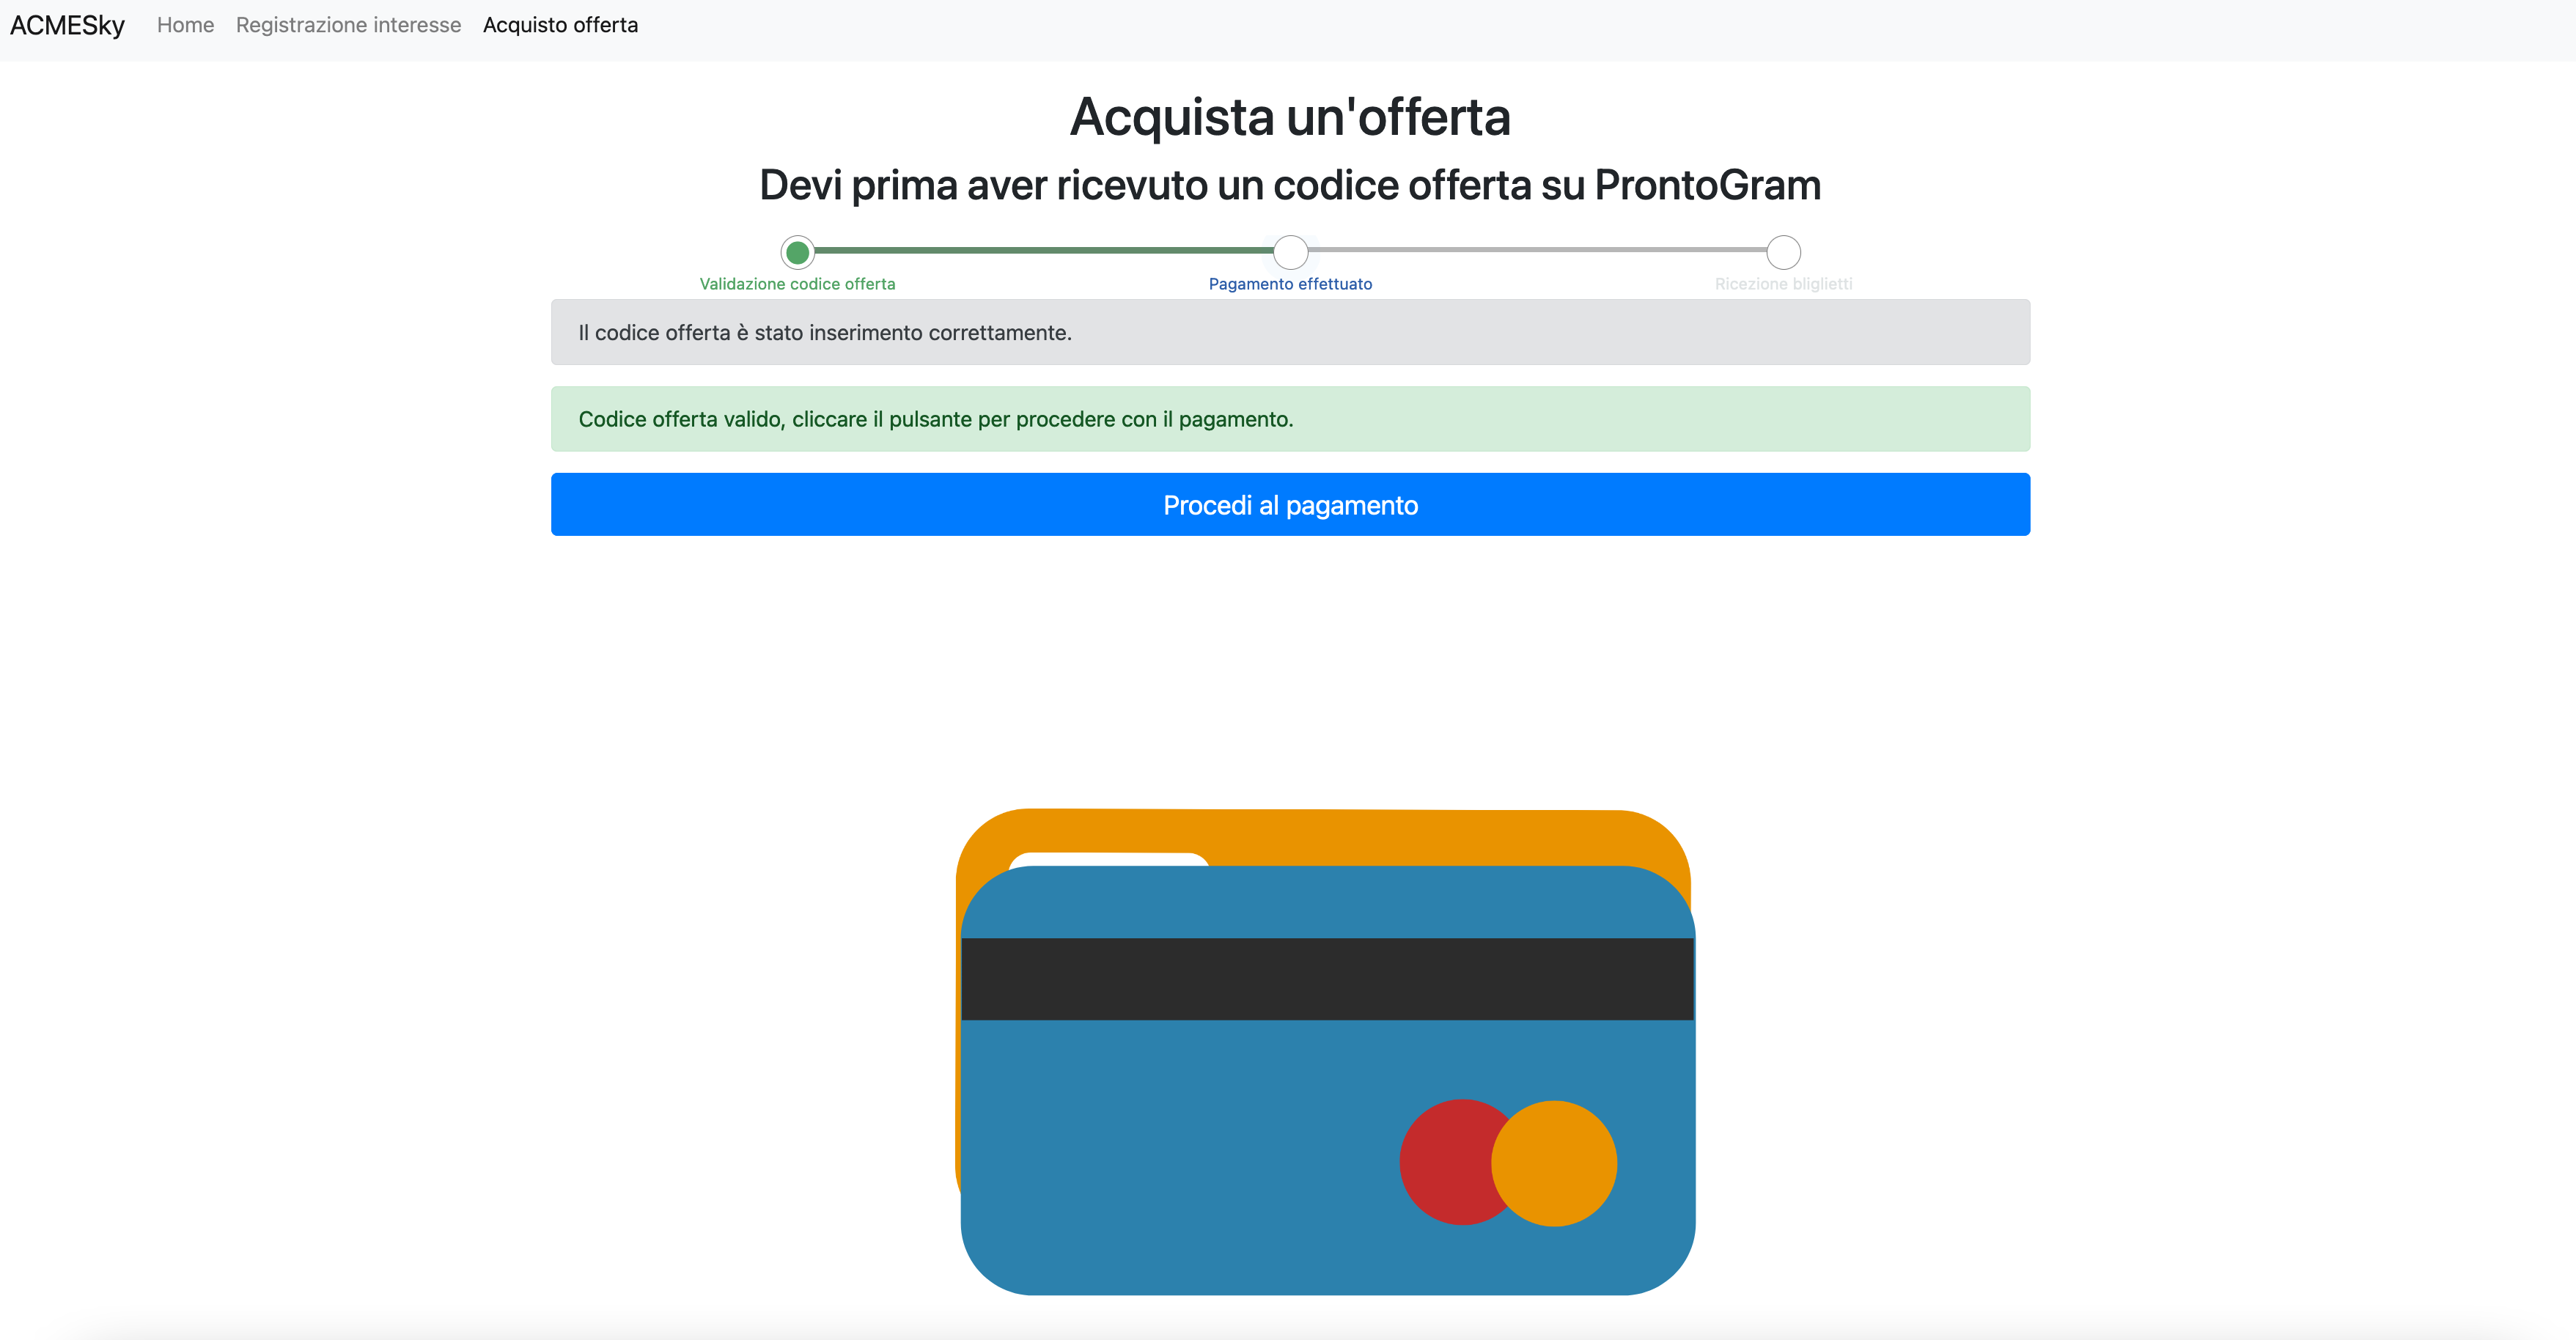 ACMESky Home Registrazione interesse Acquisto offerta
Acquista un'offerta
Devi prima aver ricevuto un codice offerta su ProntoGram
Validazione codice offerta Pagamento effettuato Ricezione bliglietti
Il codice offerta è stato inserimento correttamente.
Codice offerta valido, cliccare il pulsante per procedere con il pagamento.
Procedi al pagamento